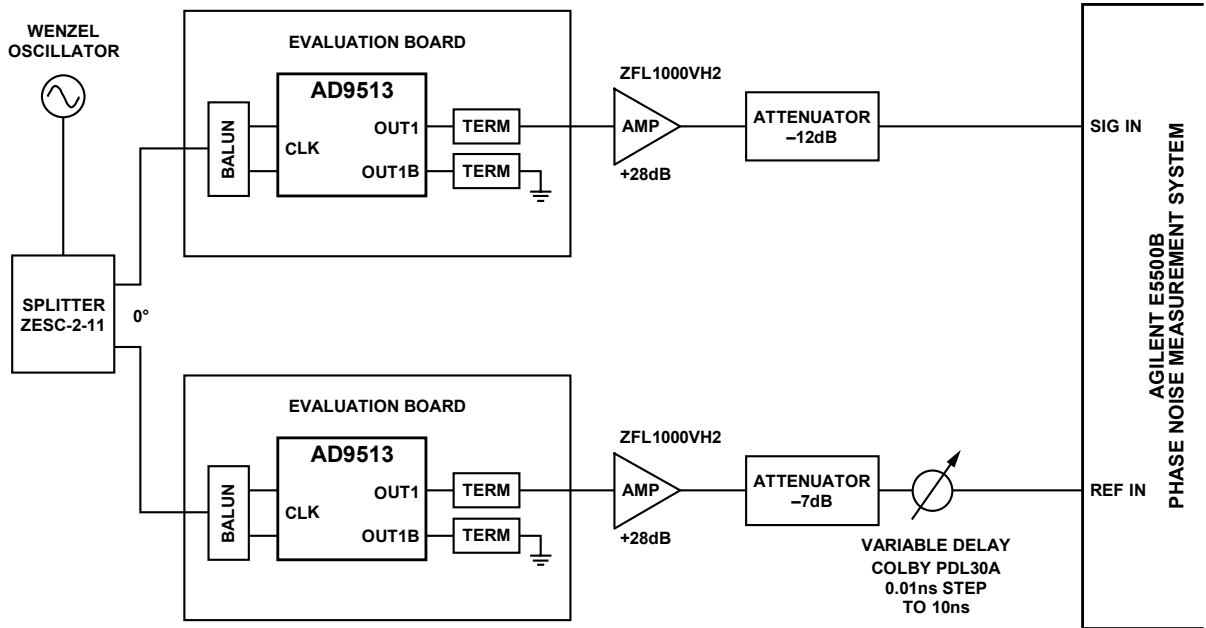 WENZEL
OSCILLATOR
SPLITTER
ZESC-2-11
0°
EVALUATION BOARD
BALUN
AD9513
CLK
OUT1
OUT1B
TERM
TERM
ZFL1000VH2
AMP
+28dB
ATTENUATOR
–12dB
SIG IN
EVALUATION BOARD
BALUN
AD9513
CLK
OUT1
OUT1B
TERM
TERM
ZFL1000VH2
AMP
+28dB
ATTENUATOR
–7dB
VARIABLE DELAY
COLBY PDL30A
0.01ns STEP
TO 10ns
REF IN
AGILENT E5500B
PHASE NOISE MEASUREMENT SYSTEM